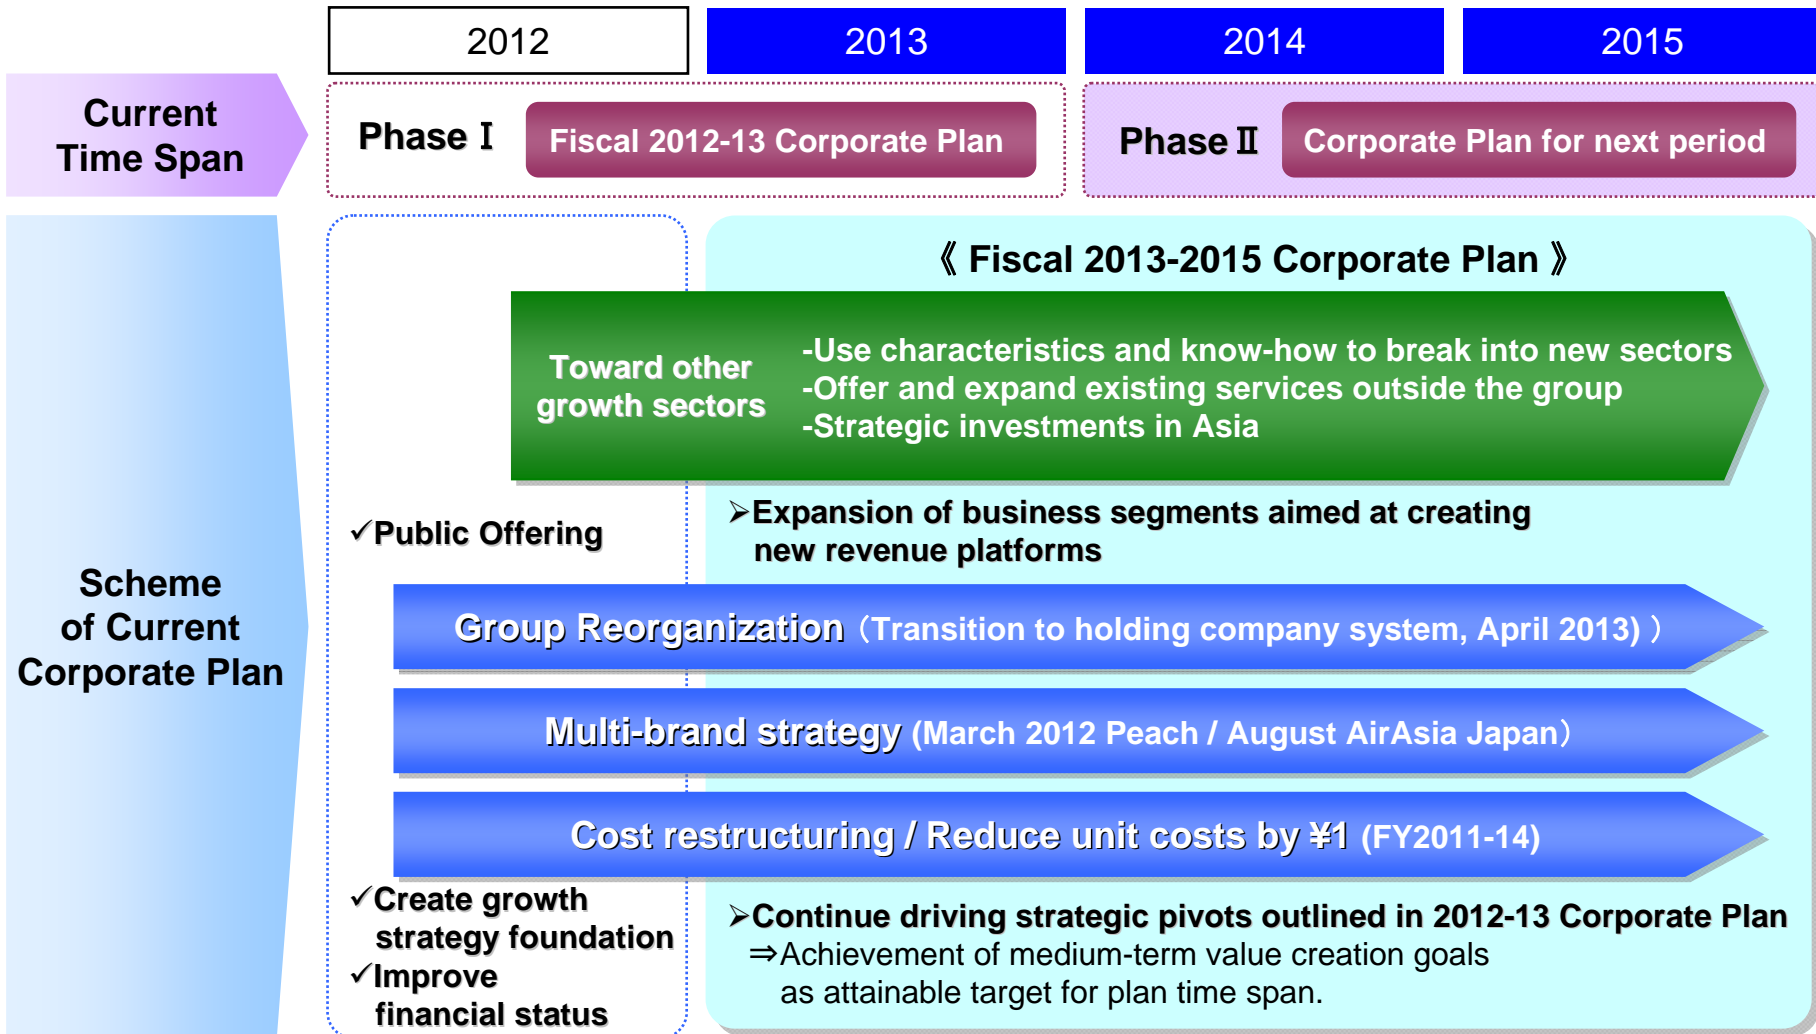 2012
2013
2014
2015
Current
Time Span
Phase Ⅰ
Fiscal 2012-13 Corporate Plan
Phase Ⅱ
Corporate Plan for next period
Scheme
of Current
Corporate Plan
《 Fiscal 2013-2015 Corporate Plan 》
Toward other
growth sectors
-Use characteristics and know-how to break into new sectors
-Offer and expand existing services outside the group
-Strategic investments in Asia
✓Public Offering
➢Expansion of business segments aimed at creating
new revenue platforms
Group Reorganization（Transition to holding company system, April 2013) ）
Multi-brand strategy (March 2012 Peach / August AirAsia Japan）
Cost restructuring / Reduce unit costs by ¥1 (FY2011-14)
✓Create growth
strategy foundation
✓Improve
financial status
➢Continue driving strategic pivots outlined in 2012-13 Corporate Plan
⇒Achievement of medium-term value creation goals
as attainable target for plan time span.